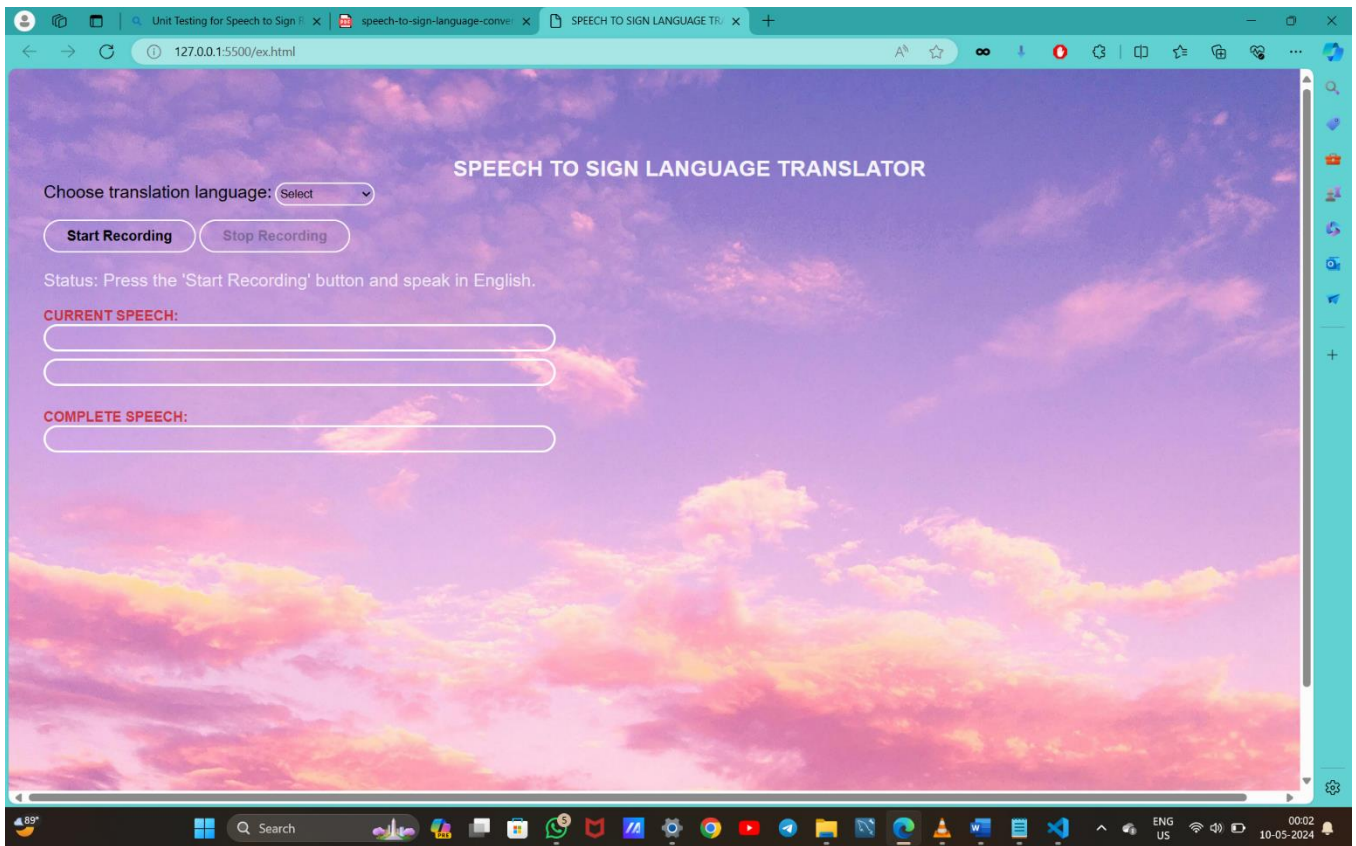 Unit Testing for Speech to Sign R
speech-to-sign-language-conver
SPEECH TO SIGN LANGUAGE TRA
127.0.0.1:5500/ex.html
SPEECH TO SIGN LANGUAGE TRANSLATOR
Choose translation language: Select
Start Recording Stop Recording
Status: Press the 'Start Recording' button and speak in English.
CURRENT SPEECH:
COMPLETE SPEECH:
89°
Search
PRE
5
ENG
US
00:02
10-05-2024